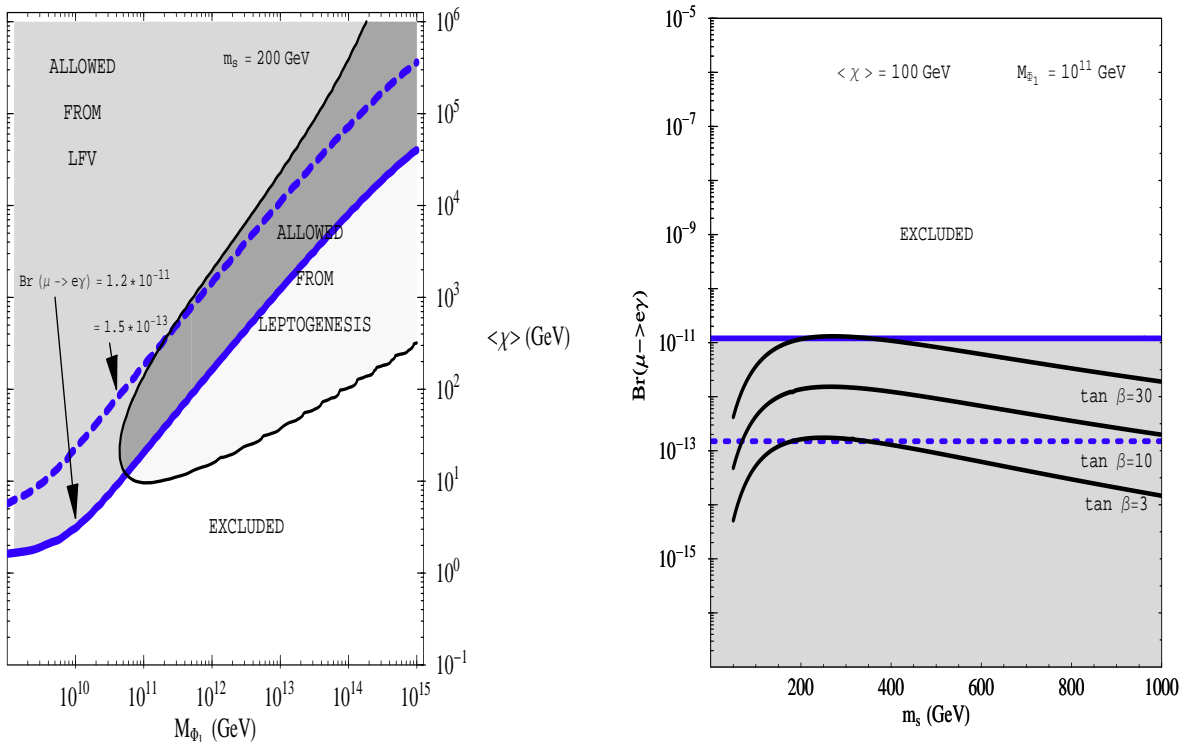 ALLOWED
FROM
LFV
m_s = 200 GeV
Br (μ −> eγ) = 1.2 * 10^-11
= 1.5 * 10^-13
ALLOWED
FROM
LEPTOGENESIS
EXCLUDED
10^6
10^5
10^4
10^3
10^2
10^1
10^0
10^-1
<χ> (GeV)
10^10 10^11 10^12 10^13 10^14 10^15
M_Φ1 (GeV)
10^-5
10^-7
10^-9
10^-11
10^-13
10^-15
Br(μ−>eγ)
< χ > = 100 GeV M_Φ1 = 10^11 GeV
EXCLUDED
tan β=30
tan β=10
tan β=3
200 400 600 800 1000
m_s (GeV)